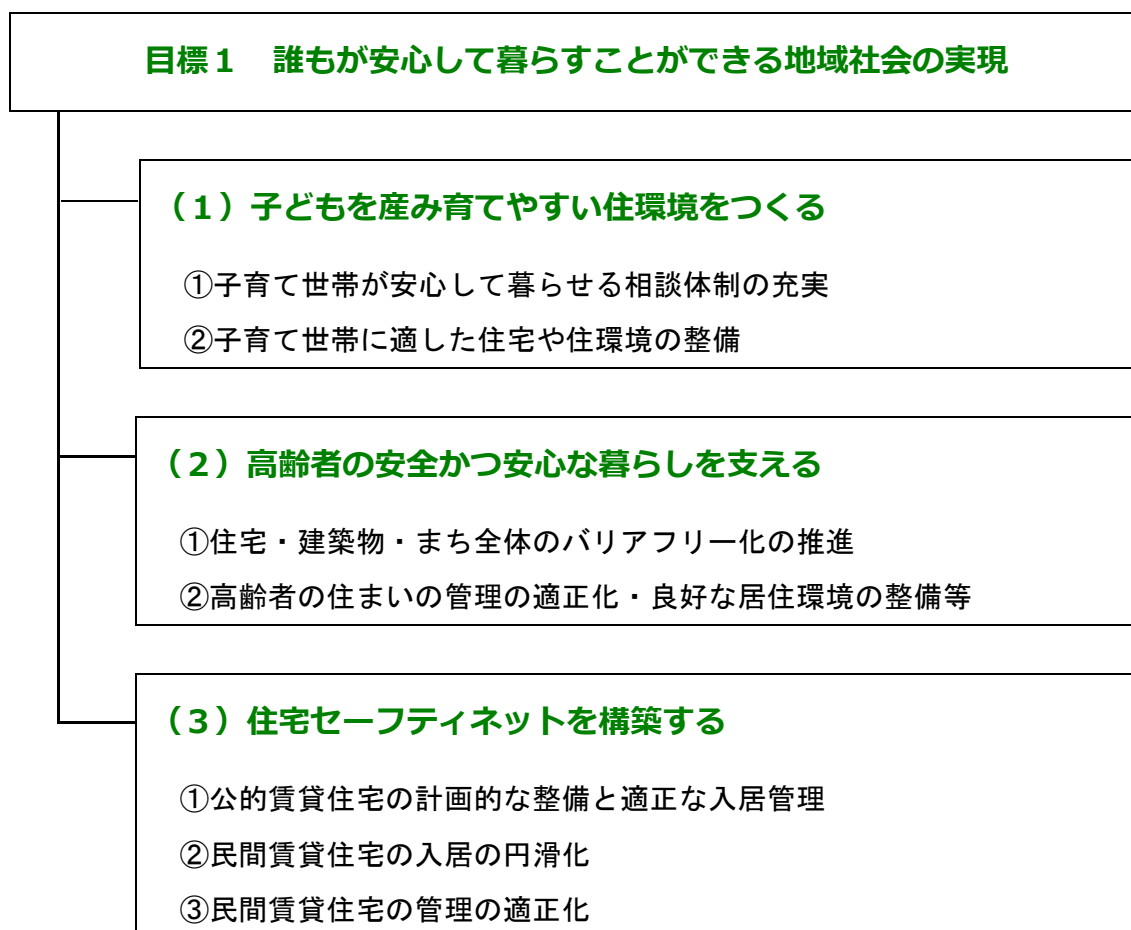 目標１　誰もが安心して暮らすことができる地域社会の実現
（１）子どもを産み育てやすい住環境をつくる
①子育て世帯が安心して暮らせる相談体制の充実
②子育て世帯に適した住宅や住環境の整備
（２）高齢者の安全かつ安心な暮らしを支える
①住宅・建築物・まち全体のバリアフリー化の推進
②高齢者の住まいの管理の適正化・良好な居住環境の整備等
（３）住宅セーフティネットを構築する
①公的賃貸住宅の計画的な整備と適正な入居管理
②民間賃貸住宅の入居の円滑化
③民間賃貸住宅の管理の適正化